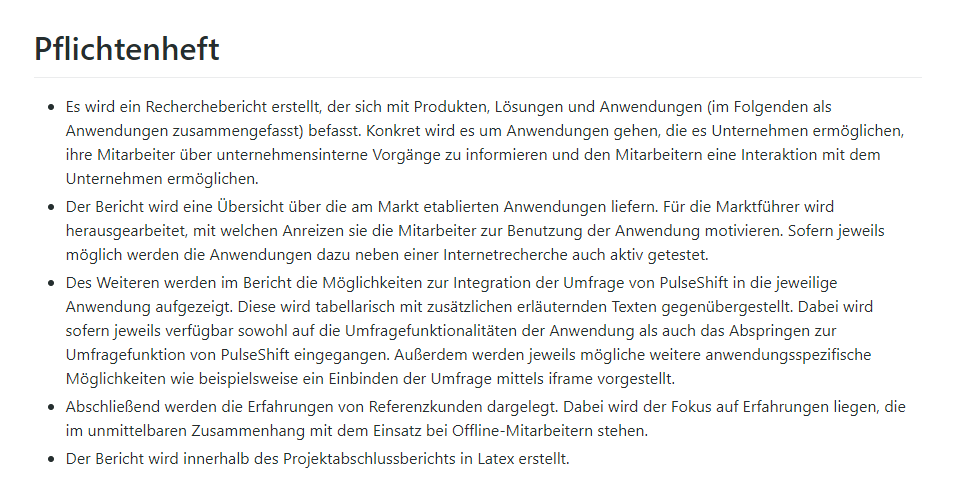 Pflichtenheft
• Es wird ein Recherchebericht erstellt, der sich mit Produkten, Lösungen und Anwendungen (im Folgenden als
Anwendungen zusammengefasst) befasst. Konkret wird es um Anwendungen gehen, die es Unternehmen ermöglichen,
ihre Mitarbeiter über unternehmensinterne Vorgänge zu informieren und den Mitarbeitern eine Interaktion mit dem
Unternehmen ermöglichen.
• Der Bericht wird eine Übersicht über die am Markt etablierten Anwendungen liefern. Für die Marktführer wird
herausgearbeitet, mit welchen Anreizen sie die Mitarbeiter zur Benutzung der Anwendung motivieren. Sofern jeweils
möglich werden die Anwendungen dazu neben einer Internetrecherche auch aktiv getestet.
• Des Weiteren werden im Bericht die Möglichkeiten zur Integration der Umfrage von PulseShift in die jeweilige
Anwendung aufgezeigt. Diese wird tabellarisch mit zusätzlichen erläuternden Texten gegenübergestellt. Dabei wird
sofern jeweils verfügbar sowohl auf die Umfragefunktionalitäten der Anwendung als auch das Abspringen zur
Umfragefunktion von PulseShift eingegangen. Außerdem werden jeweils mögliche weitere anwendungsspezifische
Möglichkeiten wie beispielsweise ein Einbinden der Umfrage mittels iframe vorgestellt.
• Abschließend werden die Erfahrungen von Referenzkunden dargelegt. Dabei wird der Fokus auf Erfahrungen liegen, die
im unmittelbaren Zusammenhang mit dem Einsatz bei Offline-Mitarbeitern stehen.
• Der Bericht wird innerhalb des Projektabschlussberichts in Latex erstellt.